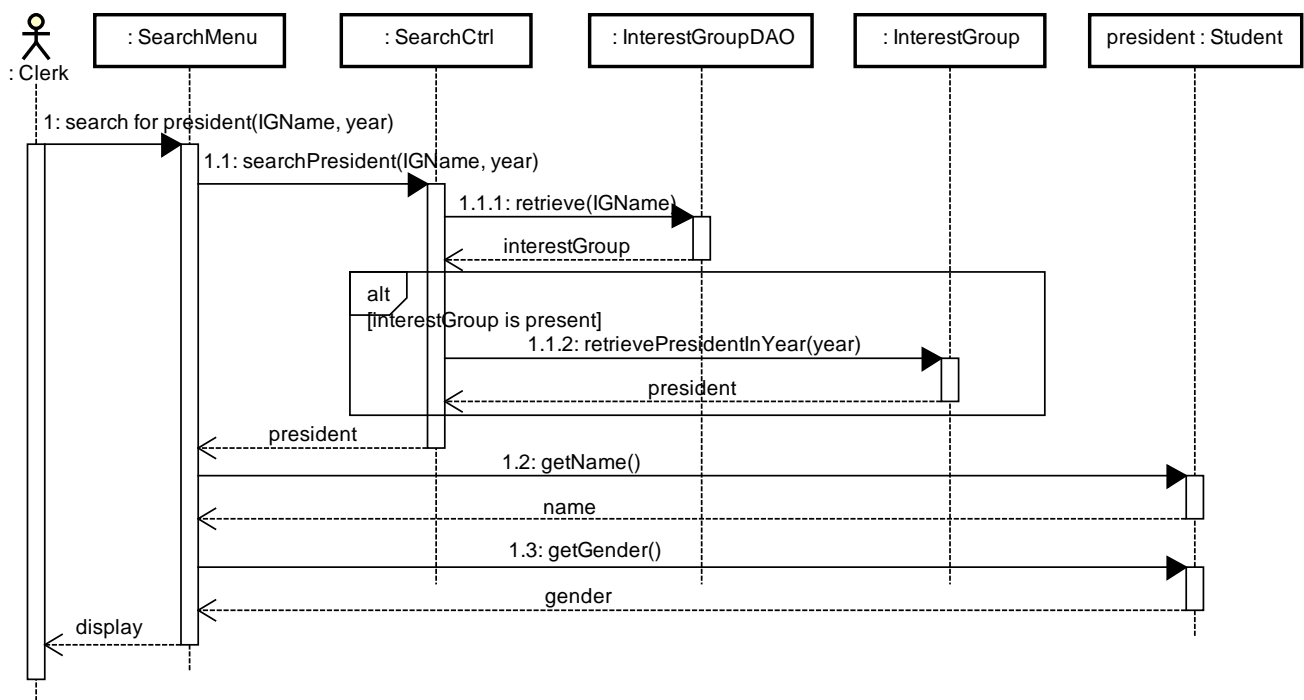 : SearchMenu
: SearchCtrl
: InterestGroupDAO
: InterestGroup
president : Student
: Clerk
1: search for president(IGName, year)
1.1: searchPresident(IGName, year)
1.1.1: retrieve(IGName)
interestGroup
alt
[interestGroup is present]
1.1.2: retrievePresidentInYear(year)
president
president
1.2: getName()
name
1.3: getGender()
gender
display